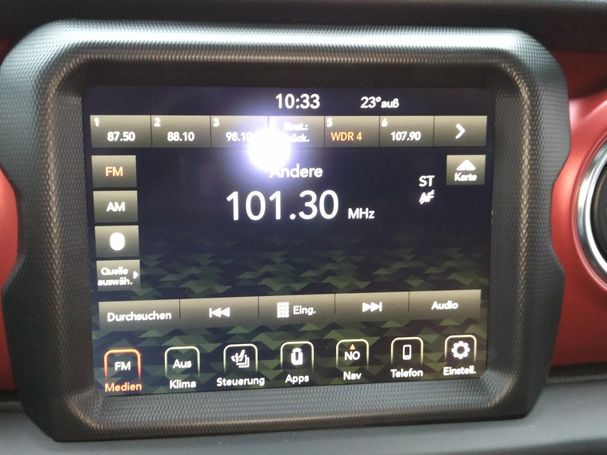 10:33 23°auß
1 2 3 5 6
87.50 88.10 98.10 WDR 4 107.90
FM
Andere
ST
AF
Karte
AM
101.30 MHz
Quelle
auswäh.
Durchsuchen Eing. Audio
FM Aus NO
Medien Klima Steuerung Apps Nav Telefon Einstell.